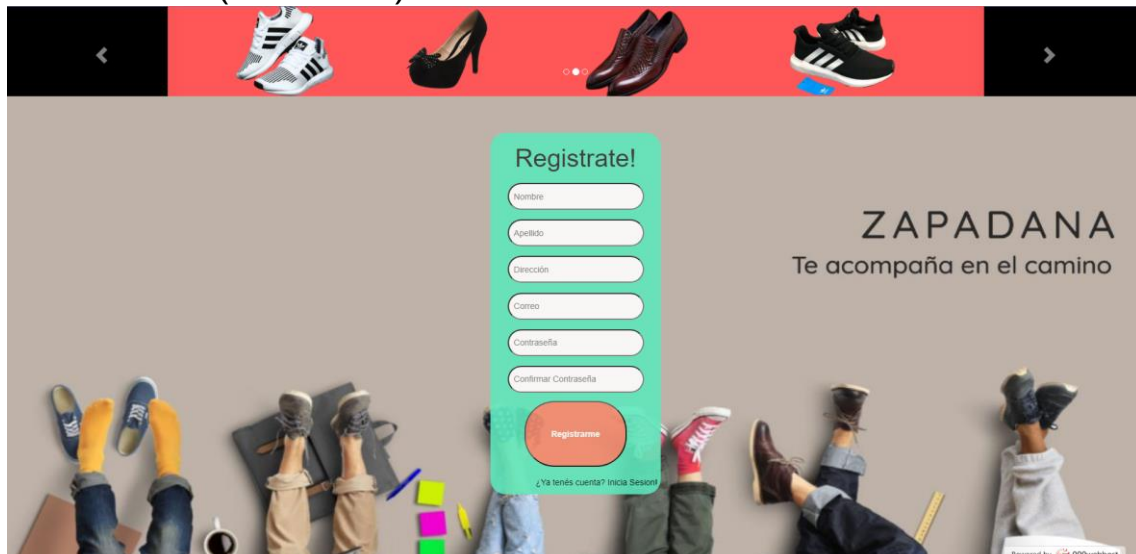 Registrate!
Nombre
Apellido
Dirección
Correo
Contraseña
Confirmar Contraseña
Registrarme
¿Ya tenés cuenta? Inicia Sesion!
ZAPADANA
Te acompaña en el camino